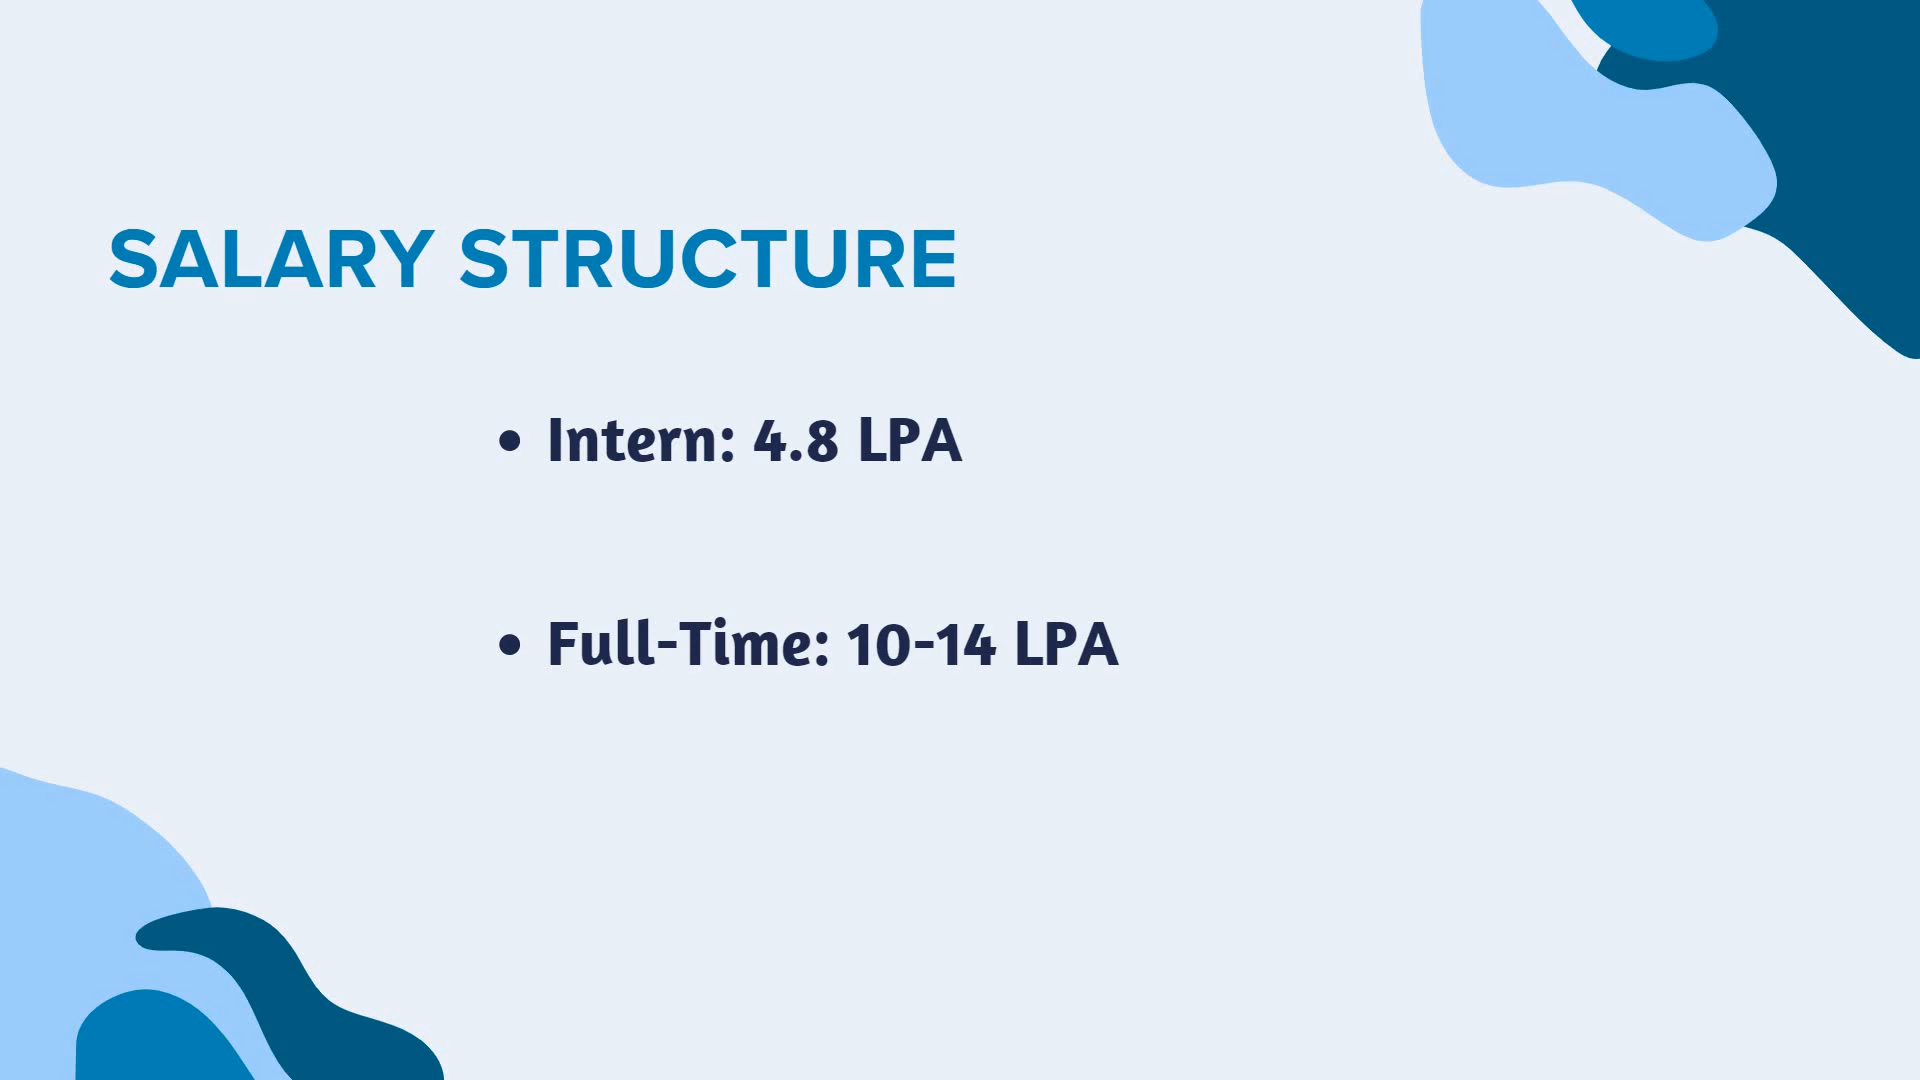 SALARY STRUCTURE
• Intern: 4.8 LPA
• Full-Time: 10-14 LPA